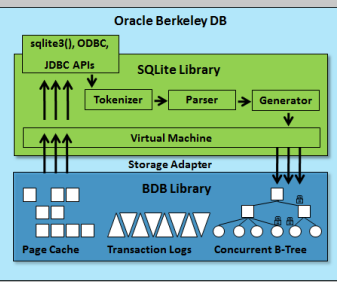 Oracle Berkeley DB
sqlite3(), ODBC,
JDBC APIs
SQLite Library
Tokenizer
Parser
Generator
Virtual Machine
Storage Adapter
BDB Library
Page Cache
Transaction Logs
Concurrent B-Tree